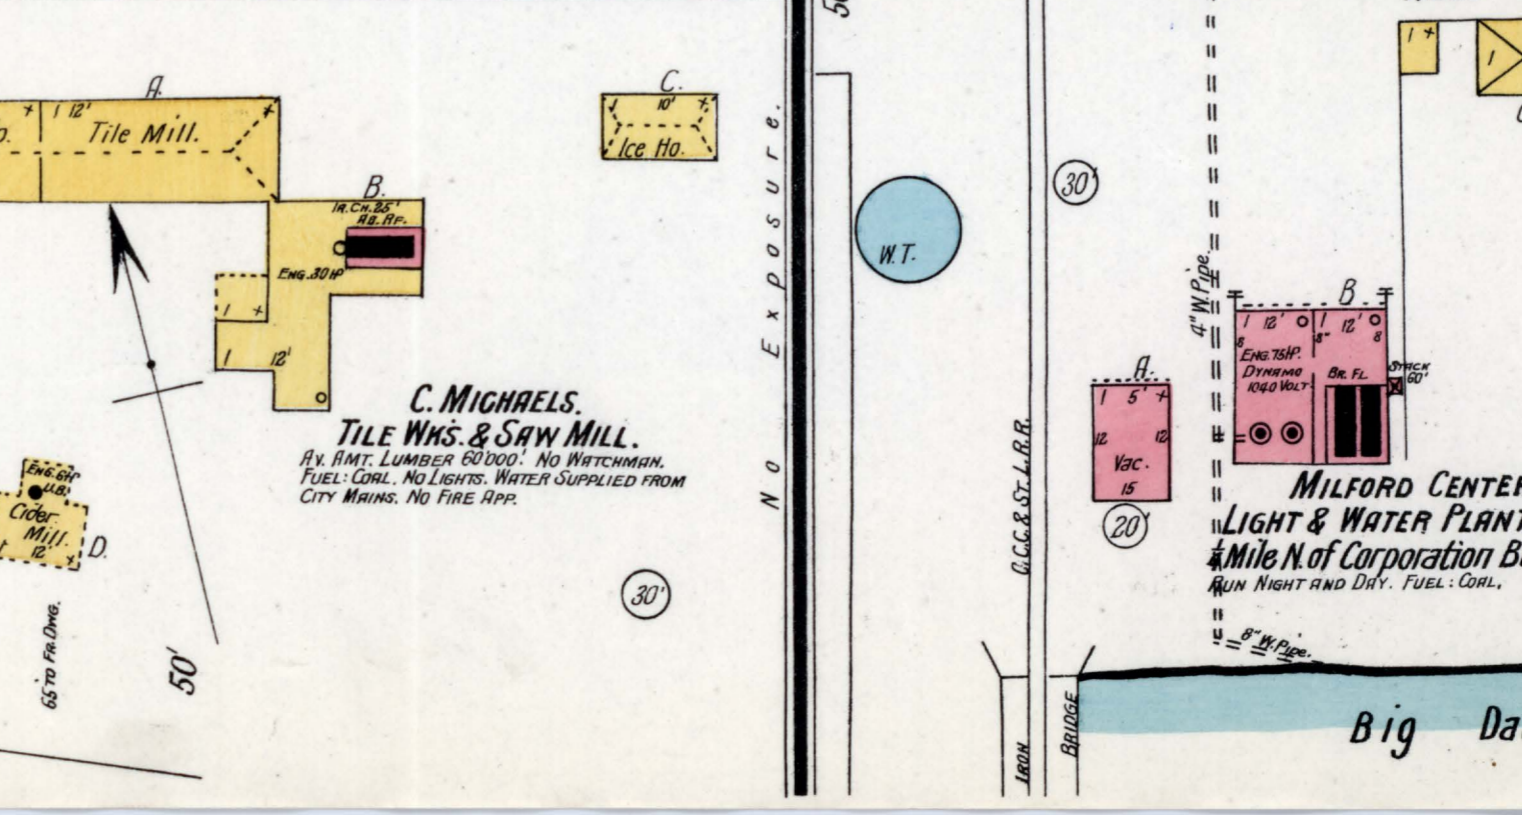 A.
1 12'
Tile Mill.
B.
IR. CH. 25'
ENG. 30 HP
1
1 12'
C.
10'
Ice Ho.
C. MICHAELS.
TILE WKS. & SAW MILL.
AV. AMT. LUMBER 60'000'. NO WATCHMAN.
FUEL: COAL. NO LIGHTS. WATER SUPPLIED FROM
CITY MAINS. NO FIRE APP.
ENG. 6 HP
U.B.
Cider
Mill.
12'
D.
65' TO FR. DWG.
50'
30'
No Exposure.
W.T.
30'
C.C.C. & ST. L. R.R.
A.
1 5'
12 12
Vac.
15
20'
4" W. Pipe.
B
1 12' 1 12'
8 8" 8
ENG. 75 HP.
DYNAMO
1040 VOLT.
BR. FL
STACK
60'
1
1
MILFORD CENTER
LIGHT & WATER PLANT
¼ Mile N. of Corporation
RUN NIGHT AND DAY. FUEL: COAL.
8" W. Pipe.
IRON BRIDGE
Big Da